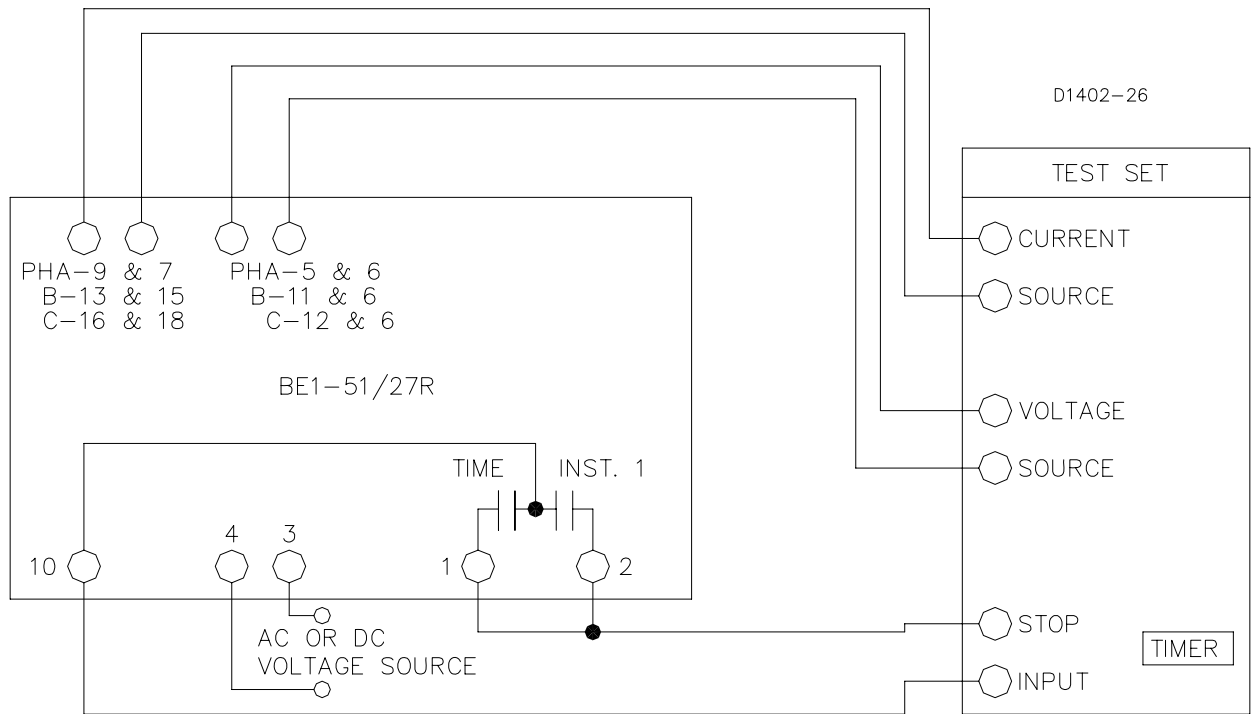 D1402-26
TEST SET
CURRENT
SOURCE
VOLTAGE
SOURCE
STOP
TIMER
INPUT
PHA-9 & 7
B-13 & 15
C-16 & 18
PHA-5 & 6
B-11 & 6
C-12 & 6
BE1-51/27R
TIME
INST. 1
10
4
3
1
2
AC OR DC
VOLTAGE SOURCE